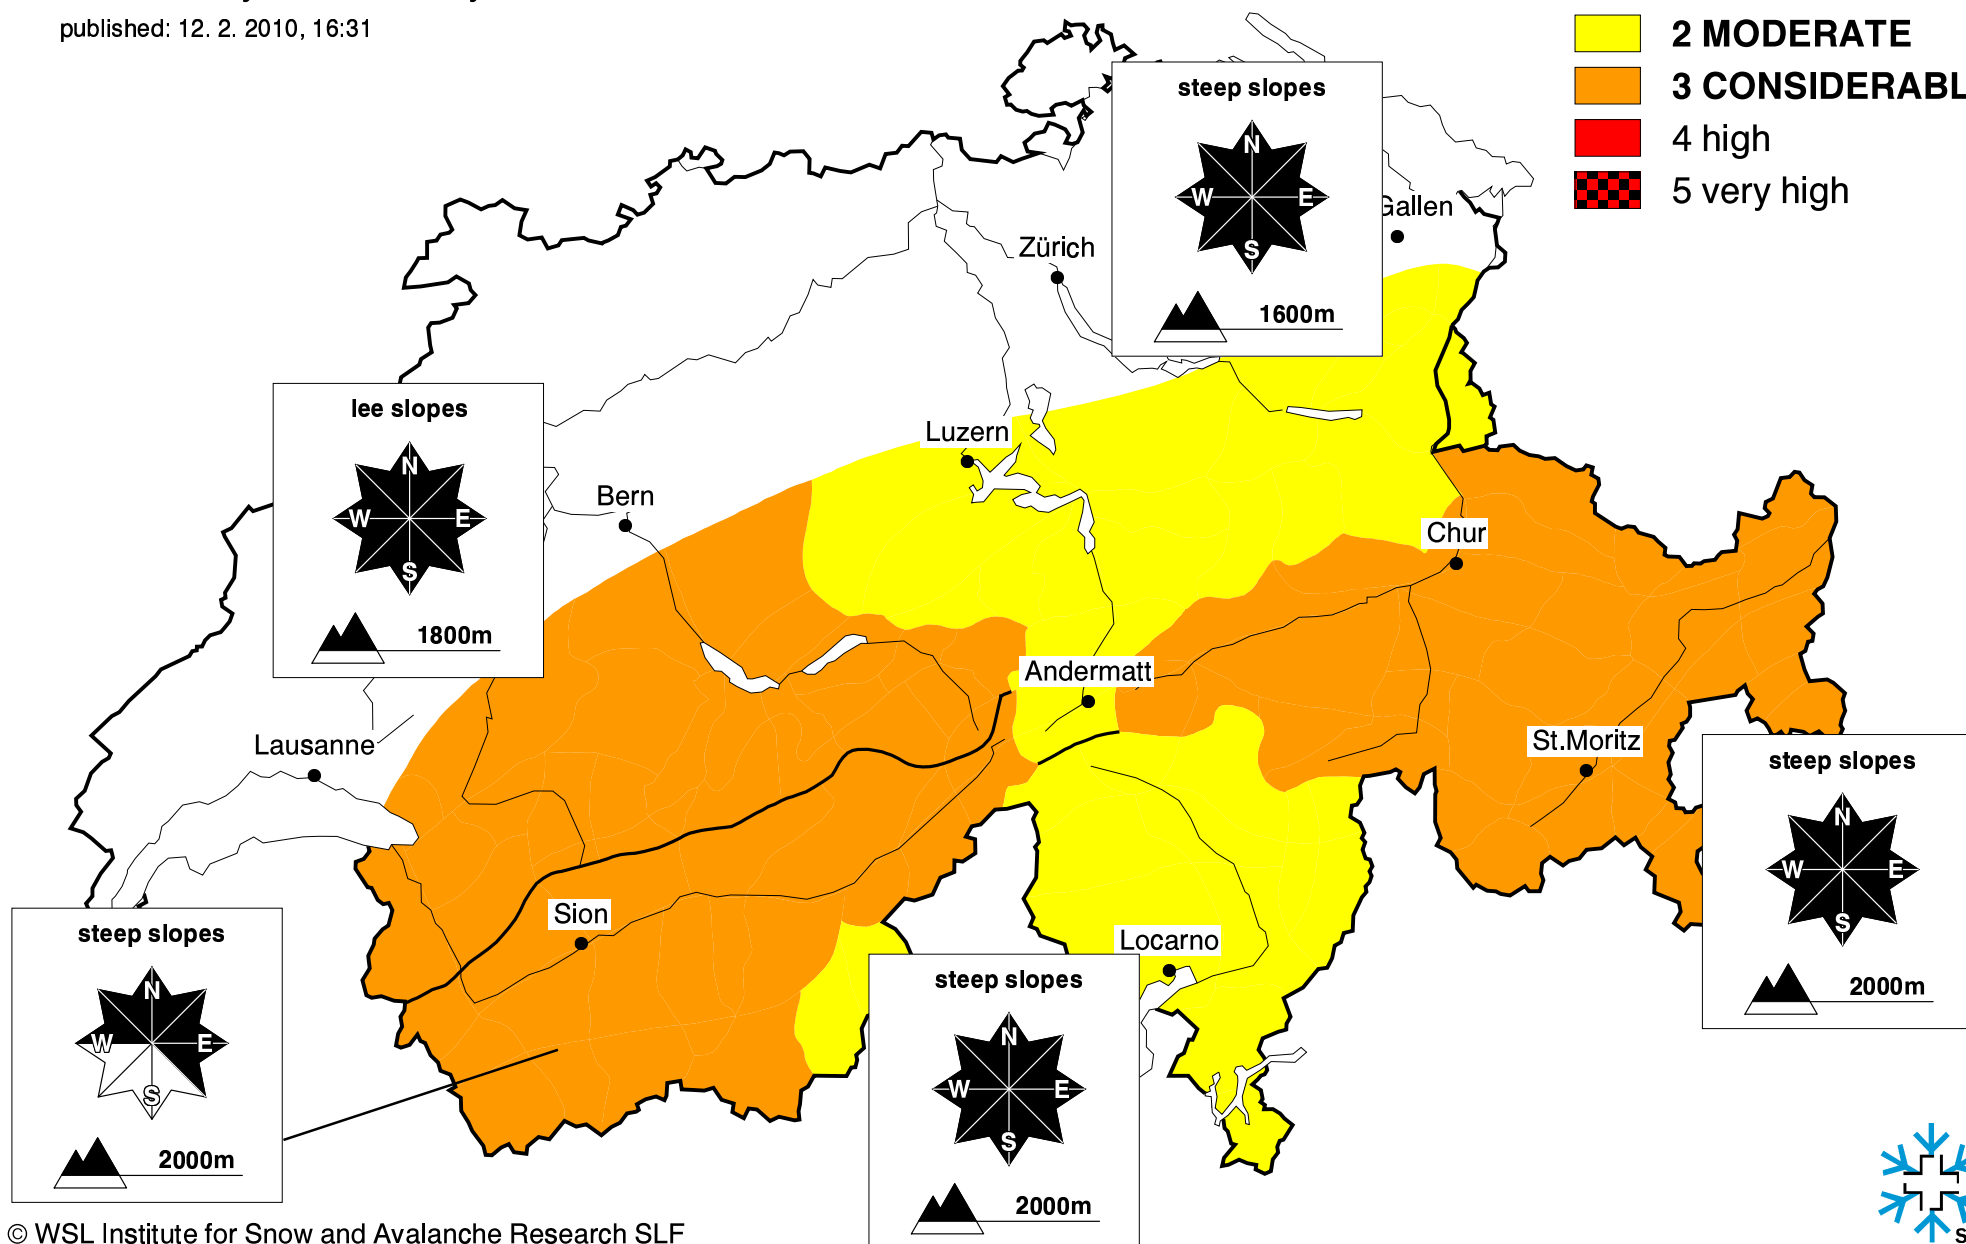 published: 12. 2. 2010, 16:31
2 MODERATE
3 CONSIDERABL
4 high
5 very high
steep slopes
N
W E
S
1600m
Gallen
Zürich
lee slopes
N
W E
S
1800m
Luzern
Bern
Chur
Andermatt
Lausanne
St.Moritz
steep slopes
N
W E
S
2000m
Sion
Locarno
steep slopes
N
W E
S
2000m
steep slopes
N
W E
S
2000m
© WSL Institute for Snow and Avalanche Research SLF
S